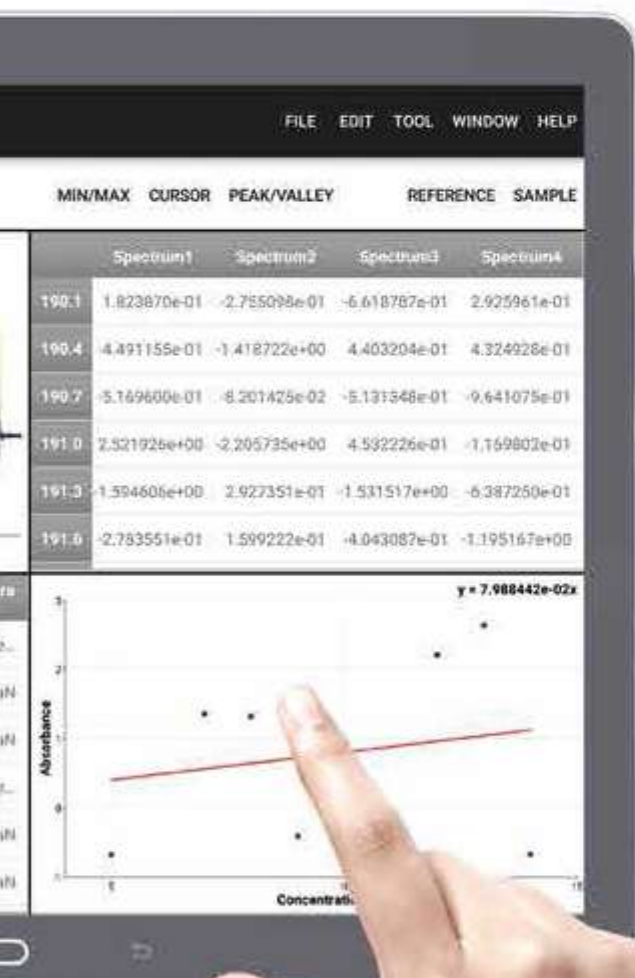 FILE EDIT TOOL WINDOW HELP
MIN/MAX CURSOR PEAK/VALLEY REFERENCE SAMPLE
Spectrum1 Spectrum2 Spectrum3 Spectrum4
190.1 1.823870e-01 -2.755098e-01 -6.618787e-01 2.925961e-01
190.4 -4.491155e-01 -1.418722e+00 4.403204e-01 4.324928e-01
190.7 -5.169600e-01 -8.201425e-02 -5.131348e-01 -9.641075e-01
191.0 2.521926e+00 -2.205735e+00 4.532226e-01 -1.169802e-01
191.3 -1.594606e+00 2.927351e-01 -1.531517e+00 -6.387250e-01
191.6 -2.783551e-01 1.599222e-01 -4.043087e-01 -1.195167e+00
y = 7.988442e-02x
3
2
1
Absorbance
0
5
15